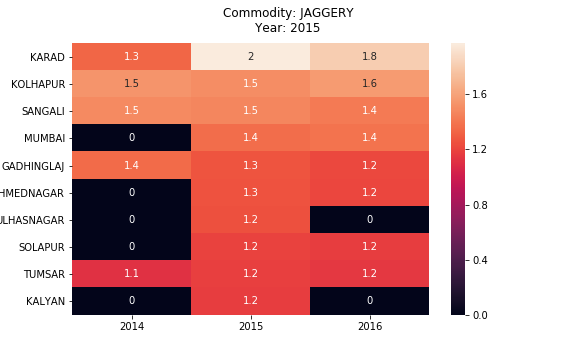 Commodity: JAGGERY
Year: 2015
KARAD 1.3 2 1.8
KOLHAPUR 1.5 1.5 1.6
SANGALI 1.5 1.5 1.4
MUMBAI 0 1.4 1.4
GADHINGLAJ 1.4 1.3 1.2
HMEDNAGAR 0 1.3 1.2
ULHASNAGAR 0 1.2 0
SOLAPUR 0 1.2 1.2
TUMSAR 1.1 1.2 1.2
KALYAN 0 1.2 0
2014 2015 2016
1.6
1.2
0.8
0.4
0.0